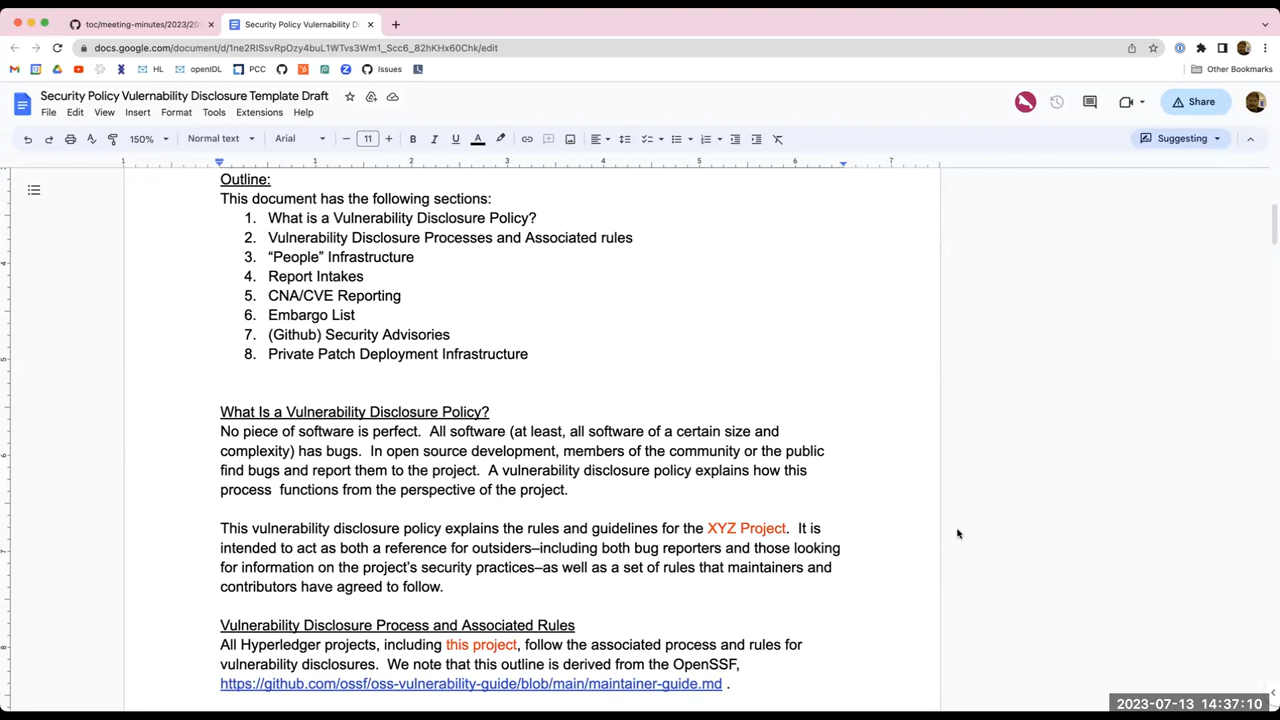 toc/meeting-minutes/2023/20
Security Policy Vulernability D
docs.google.com/document/d/1ne2RISsvRpOzy4buL1WTvs3Wm1_Scc6_82hKHx60Chk/edit
HL
openIDL
PCC
Issues
Other Bookmarks
Security Policy Vulernability Disclosure Template Draft
File Edit View Insert Format Tools Extensions Help
Share
150%
Normal text
Arial
11
Suggesting
1 1 2 3 4 5 6 7
Outline:
This document has the following sections:
1. What is a Vulnerability Disclosure Policy?
2. Vulnerability Disclosure Processes and Associated rules
3. “People” Infrastructure
4. Report Intakes
5. CNA/CVE Reporting
6. Embargo List
7. (Github) Security Advisories
8. Private Patch Deployment Infrastructure
What Is a Vulnerability Disclosure Policy?
No piece of software is perfect. All software (at least, all software of a certain size and
complexity) has bugs. In open source development, members of the community or the public
find bugs and report them to the project. A vulnerability disclosure policy explains how this
process functions from the perspective of the project.
This vulnerability disclosure policy explains the rules and guidelines for the XYZ Project. It is
intended to act as both a reference for outsiders–including both bug reporters and those looking
for information on the project’s security practices–as well as a set of rules that maintainers and
contributors have agreed to follow.
Vulnerability Disclosure Process and Associated Rules
All Hyperledger projects, including this project, follow the associated process and rules for
vulnerability disclosures. We note that this outline is derived from the OpenSSF,
https://github.com/ossf/oss-vulnerability-guide/blob/main/maintainer-guide.md .
2023-07-13 14:37:10